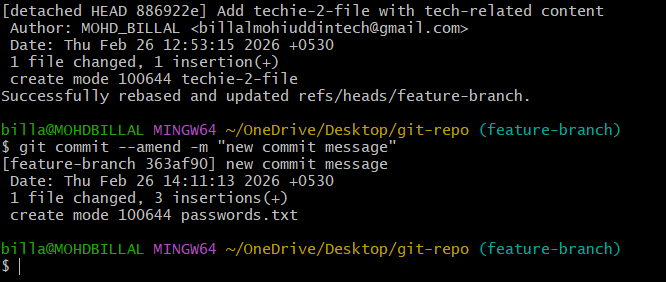 [detached HEAD 886922e] Add techie-2-file with tech-related content
 Author: MOHD_BILLAL <billalmohiuddintech@gmail.com>
 Date: Thu Feb 26 12:53:15 2026 +0530
 1 file changed, 1 insertion(+)
 create mode 100644 techie-2-file
Successfully rebased and updated refs/heads/feature-branch.
billa@MOHDBILLAL MINGW64 ~/OneDrive/Desktop/git-repo (feature-branch)
$ git commit --amend -m "new commit message"
[feature-branch 363af90] new commit message
 Date: Thu Feb 26 14:11:13 2026 +0530
 1 file changed, 3 insertions(+)
 create mode 100644 passwords.txt
billa@MOHDBILLAL MINGW64 ~/OneDrive/Desktop/git-repo (feature-branch)
$